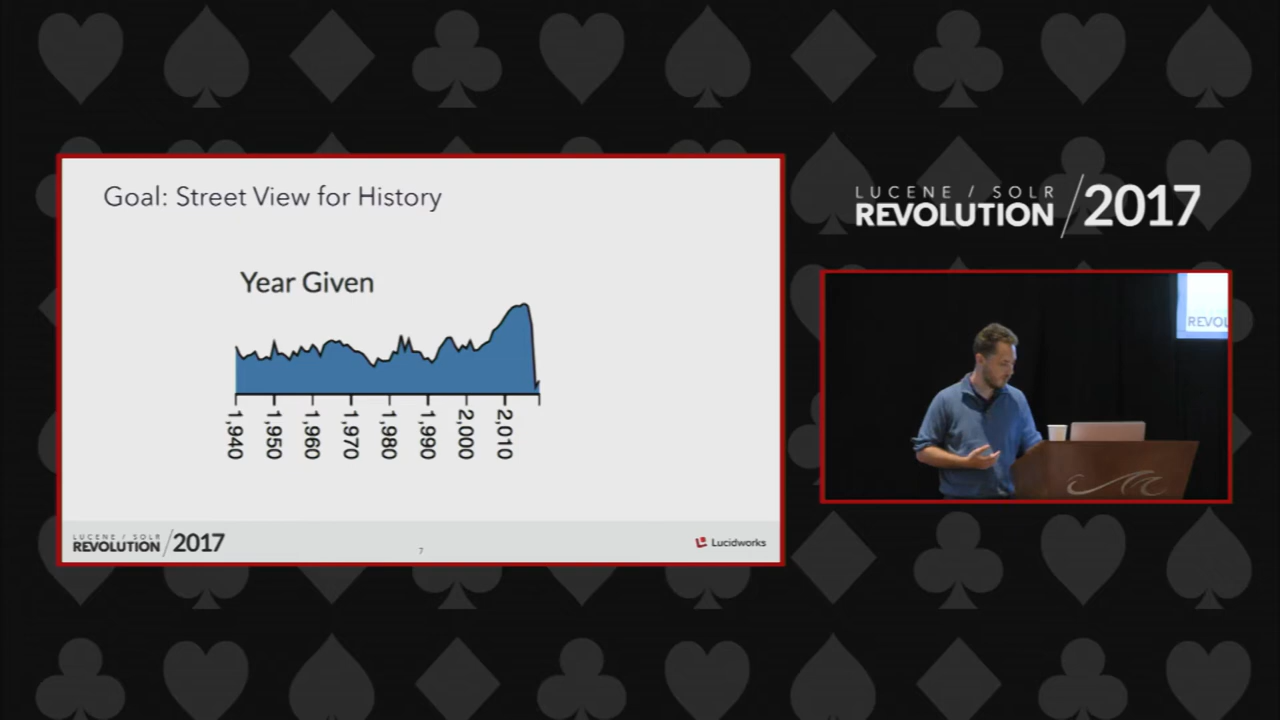 Goal: Street View for History
Year Given
1,940
1,950
1,960
1,970
1,980
1,990
2,000
2,010
LUCENE / SOLR
REVOLUTION /2017
7
Lucidworks
LUCENE / SOLR
REVOLUTION /2017
REVOL